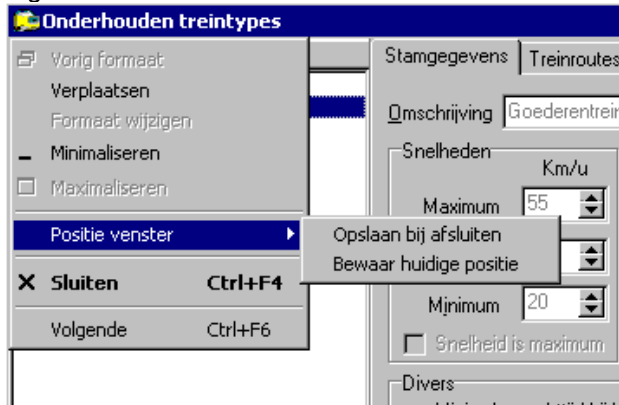 Onderhouden treintypes
Vorig formaat
Verplaatsen
Formaat wijzigen
Minimaliseren
Maximaliseren
Positie venster
Sluiten Ctrl+F4
Volgende Ctrl+F6
Opslaan bij afsluiten
Bewaar huidige positie
Stamgegevens Treinroutes
Omschrijving Goederentrein
Snelheden
Km/u
Maximum 55
Minimum 20
Snelheid is maximum
Divers